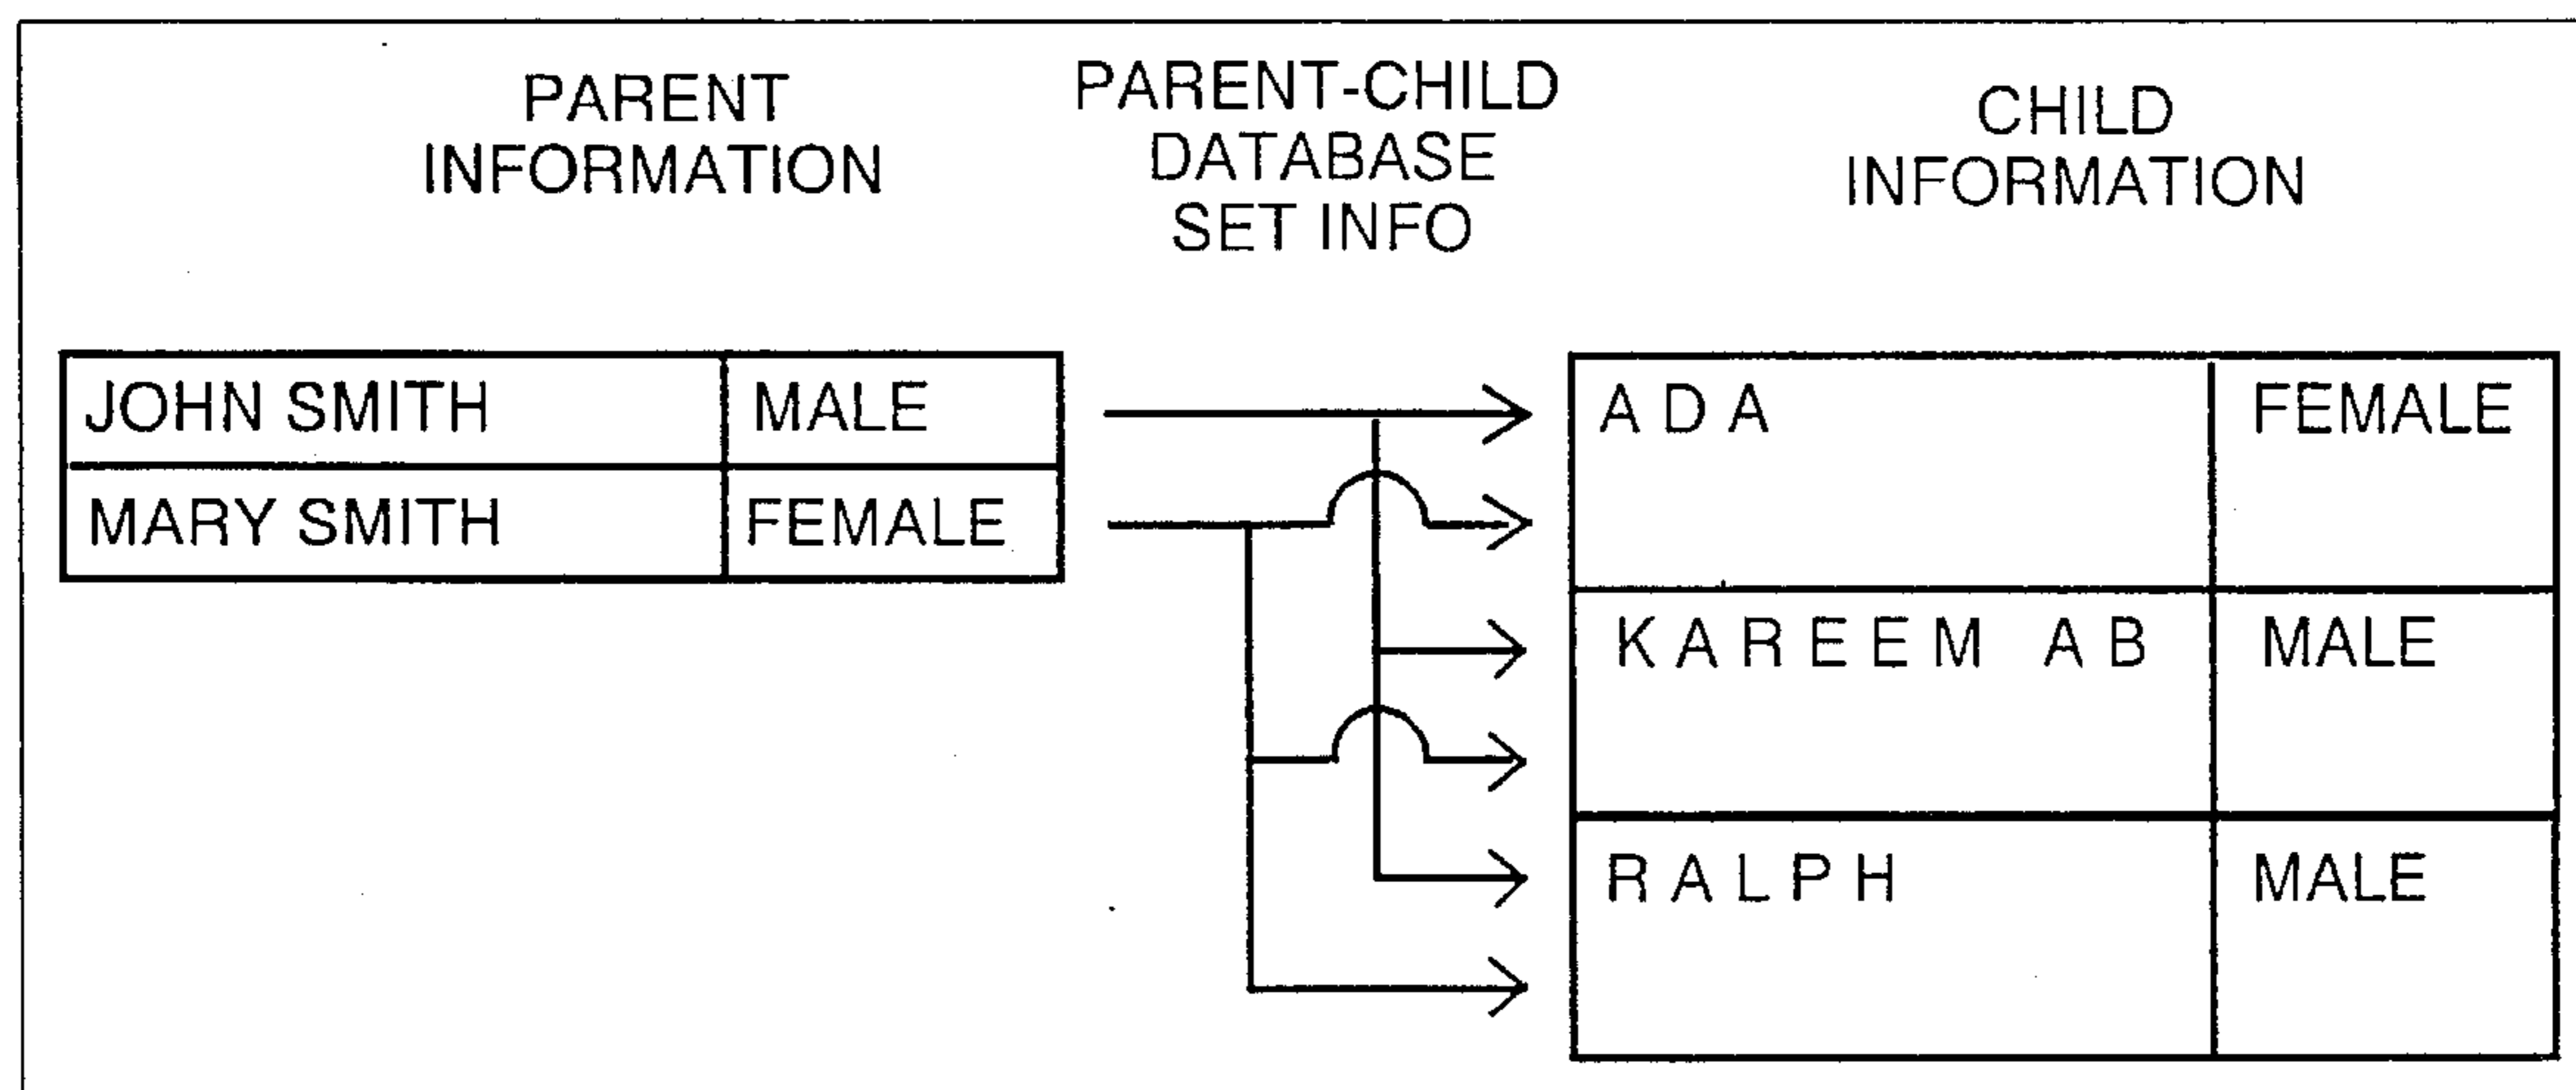 PARENT
INFORMATION
PARENT-CHILD
DATABASE
SET INFO
CHILD
INFORMATION
JOHN SMITH MALE
MARY SMITH FEMALE
A D A FEMALE
K A R E E M A B MALE
R A L P H MALE